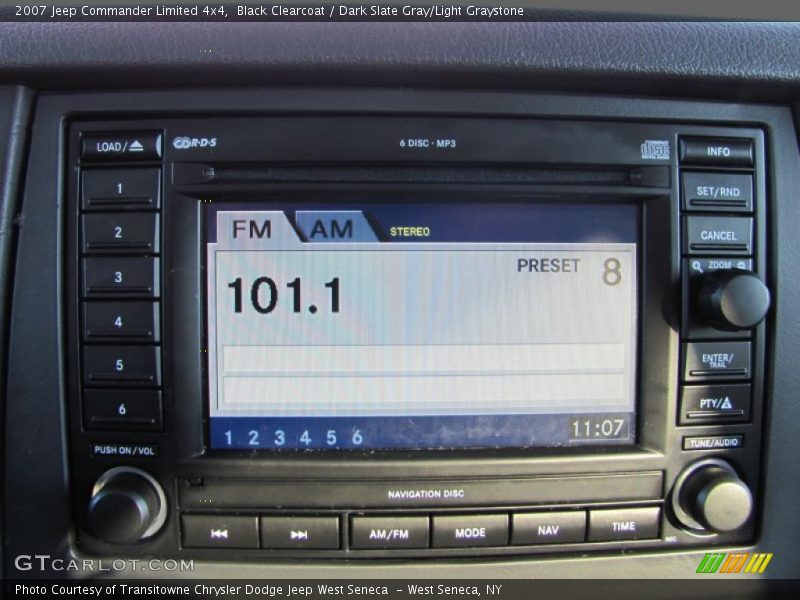 2007 Jeep Commander Limited 4x4, Black Clearcoat / Dark Slate Gray/Light Graystone
LOAD/
R·D·S
6 DISC · MP3
disc
INFO
1
SET/RND
2
CANCEL
3
ZOOM
4
5
ENTER/
TRAIL
6
PTY/
FM AM STEREO
PRESET 8
101.1
1 2 3 4 5 6
11:07
PUSH ON / VOL
TUNE/AUDIO
NAVIGATION DISC
AM/FM
MODE
NAV
TIME
GTCARLOT.COM
Photo Courtesy of Transitowne Chrysler Dodge Jeep West Seneca - West Seneca, NY